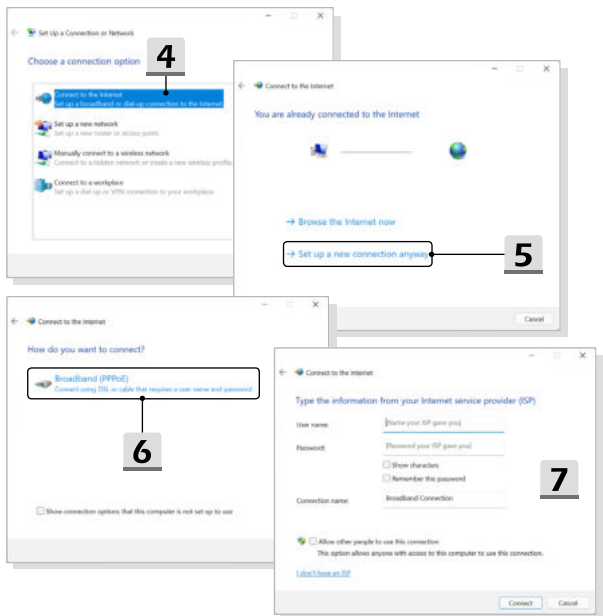 Set Up a Connection or Network
Choose a connection option
4
Connect to the Internet
Set up a broadband or dial-up connection to the Internet.
Set up a new network
Set up a new router or access point.
Manually connect to a wireless network
Connect to a hidden network or create a new wireless profile.
Connect to a workplace
Set up a dial-up or VPN connection to your workplace.
Connect to the Internet
You are already connected to the Internet
Browse the Internet now
Set up a new connection anyway
5
Cancel
Connect to the Internet
How do you want to connect?
Broadband (PPPoE)
Connect using DSL or cable that requires a user name and password.
6
Show connection options that this computer is not set up to use
Connect to the Internet
Type the information from your Internet service provider (ISP)
User name: [Name your ISP gave you]
Password: [Password your ISP gave you]
Show characters
Remember this password
7
Connection name: Broadband Connection
Allow other people to use this connection
This option allows anyone with access to this computer to use this connection.
I don't have an ISP
Connect Cancel